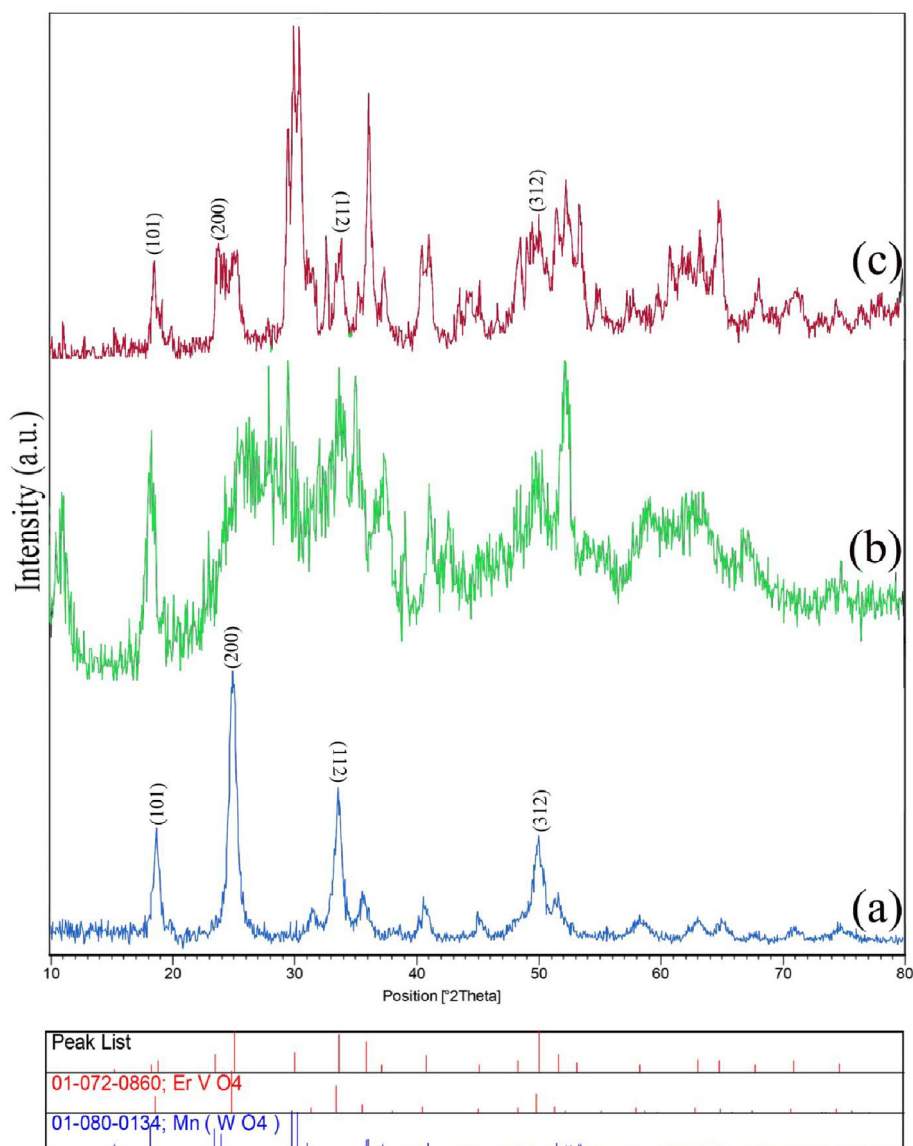 (101)
(200)
(112)
(312)
(c)
(b)
Intensity (a.u.)
(200)
(101)
(112)
(312)
(a)
10 20 30 40 50 60 70 80
Position [°2Theta]
Peak List
01-072-0860; Er V O4
01-080-0134; Mn ( W O4 )